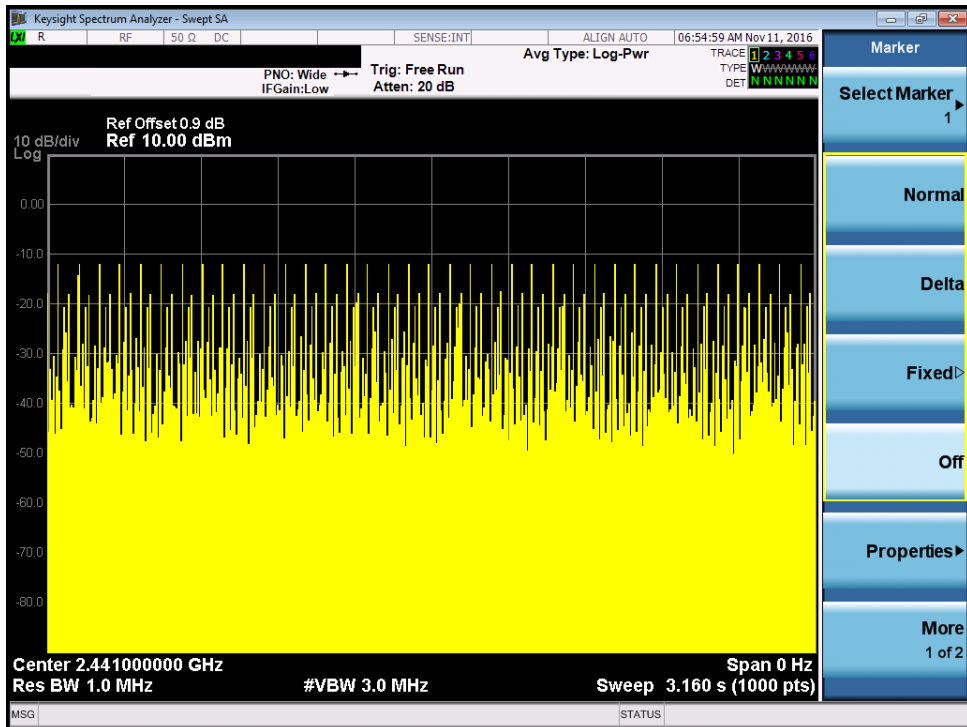 Keysight Spectrum Analyzer - Swept SA
LXI R RF 50 Ω DC SENSE:INT ALIGN AUTO 06:54:59 AM Nov 11, 2016
Avg Type: Log-Pwr
TRACE 1 2 3 4 5 6
TYPE W W W W W W
DET N N N N N N
PNO: Wide
IFGain:Low
Trig: Free Run
Atten: 20 dB
Ref Offset 0.9 dB
10 dB/div Ref 10.00 dBm
Log
0.00
-10.0
-20.0
-30.0
-40.0
-50.0
-60.0
-70.0
-80.0
Center 2.441000000 GHz Span 0 Hz
Res BW 1.0 MHz #VBW 3.0 MHz Sweep 3.160 s (1000 pts)
MSG STATUS
Marker
Select Marker
1
Normal
Delta
Fixed
Off
Properties
More
1 of 2